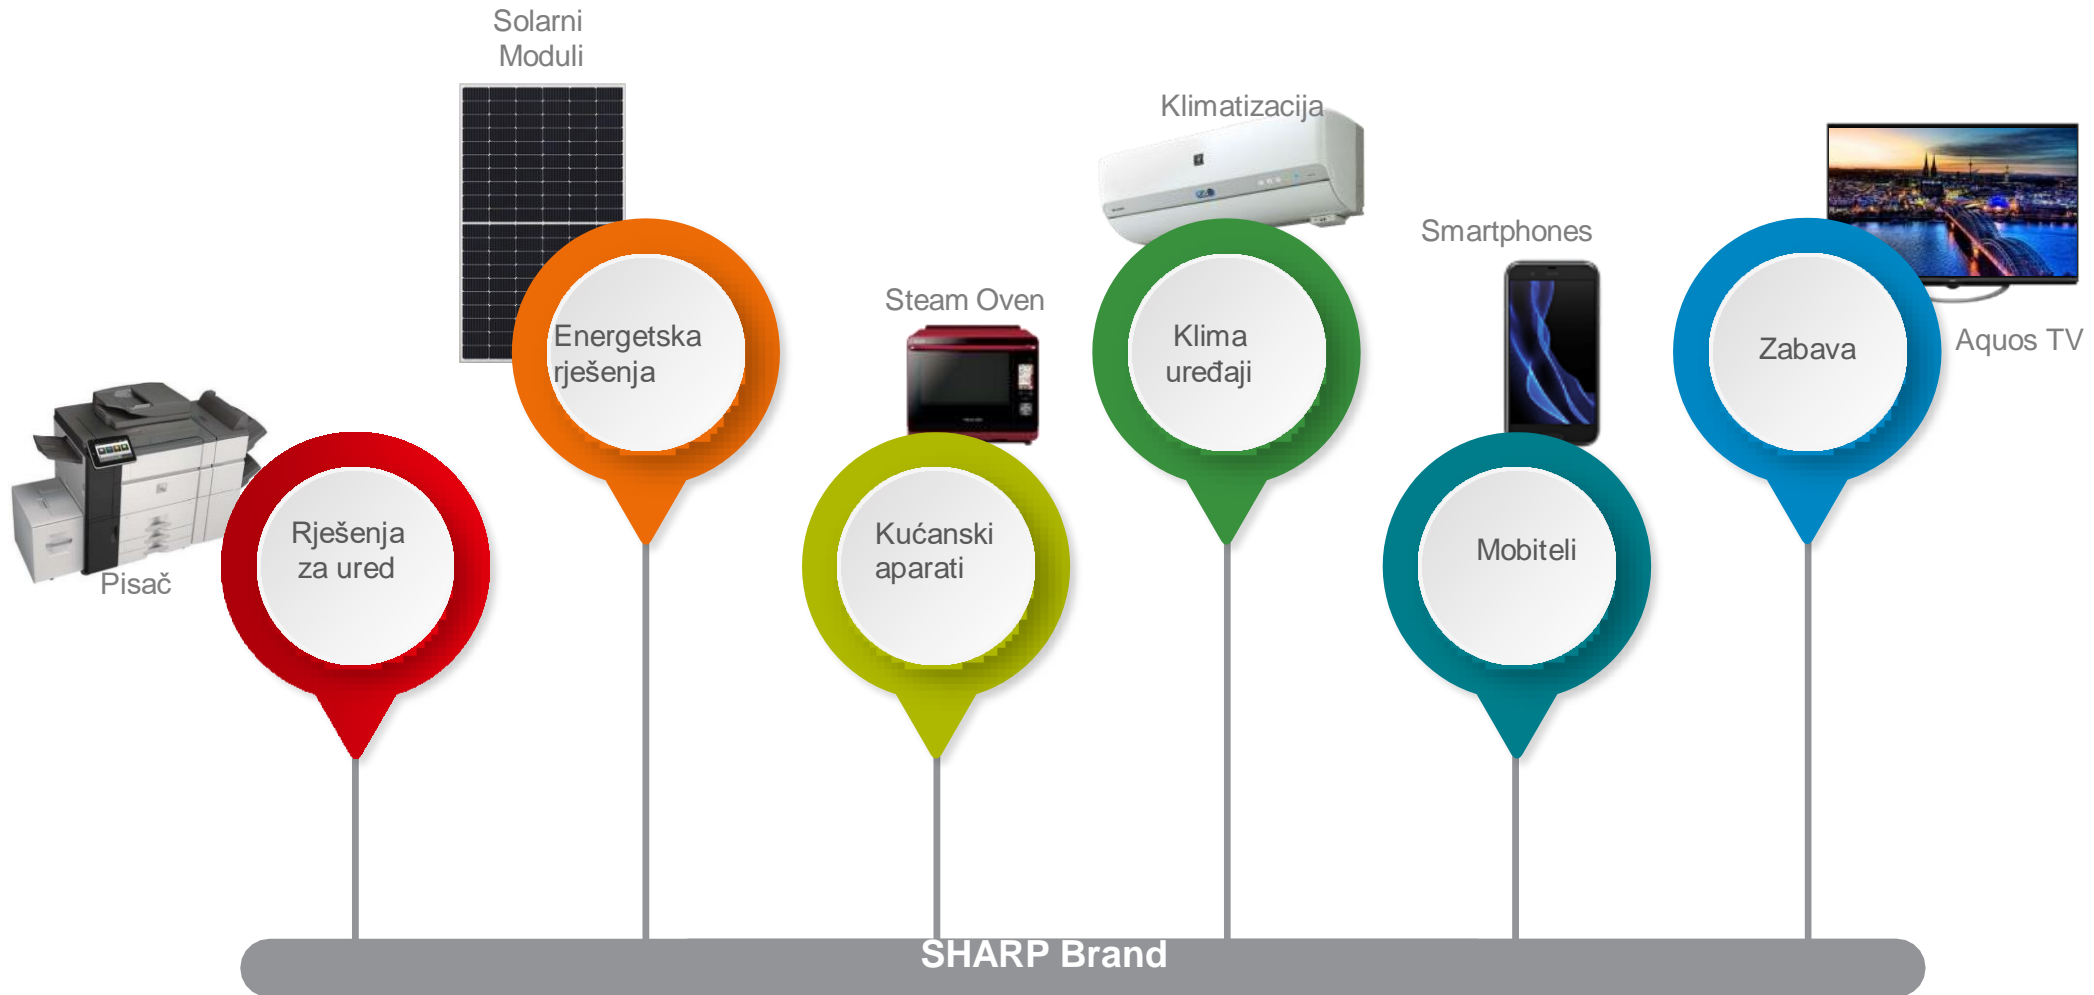 Solarni
Moduli
Klimatizacija
Smartphones
Steam Oven
Aquos TV
Energetska
rješenja
Klima
uređaji
Zabava
Pisač
Rješenja
za ured
Kućanski
aparati
Mobiteli
SHARP Brand